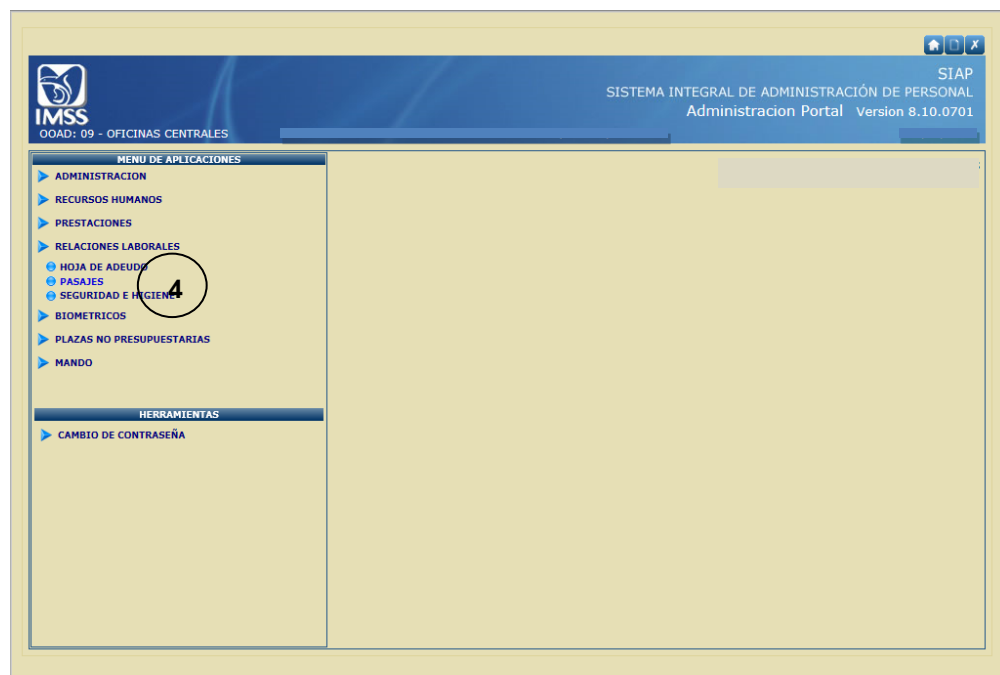 SIAP
SISTEMA INTEGRAL DE ADMINISTRACIÓN DE PERSONAL
Administracion Portal Version 8.10.0701
IMSS
OOAD: 09 - OFICINAS CENTRALES
MENU DE APLICACIONES
ADMINISTRACION
RECURSOS HUMANOS
PRESTACIONES
RELACIONES LABORALES
HOJA DE ADEUDO
PASAJES
SEGURIDAD E HIGIENE
4
BIOMETRICOS
PLAZAS NO PRESUPUESTARIAS
MANDO
HERRAMIENTAS
CAMBIO DE CONTRASEÑA